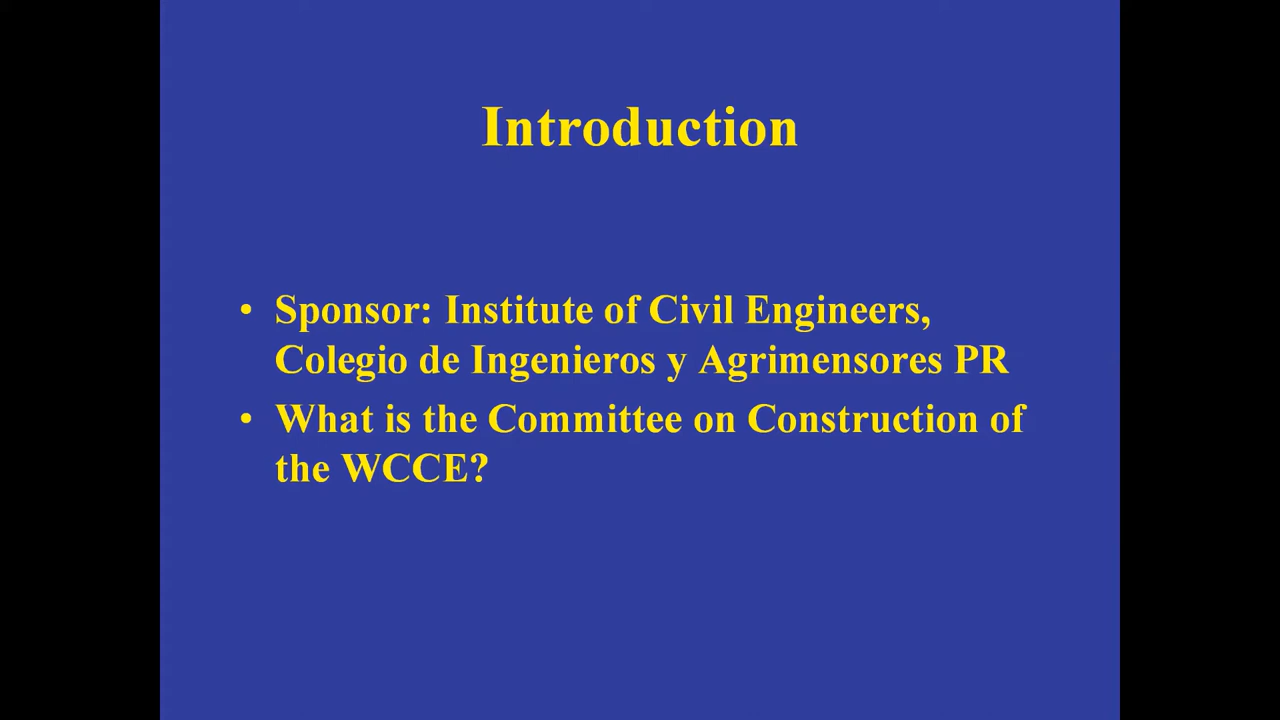 Introduction
• Sponsor: Institute of Civil Engineers,
Colegio de Ingenieros y Agrimensores PR
• What is the Committee on Construction of
the WCCE?